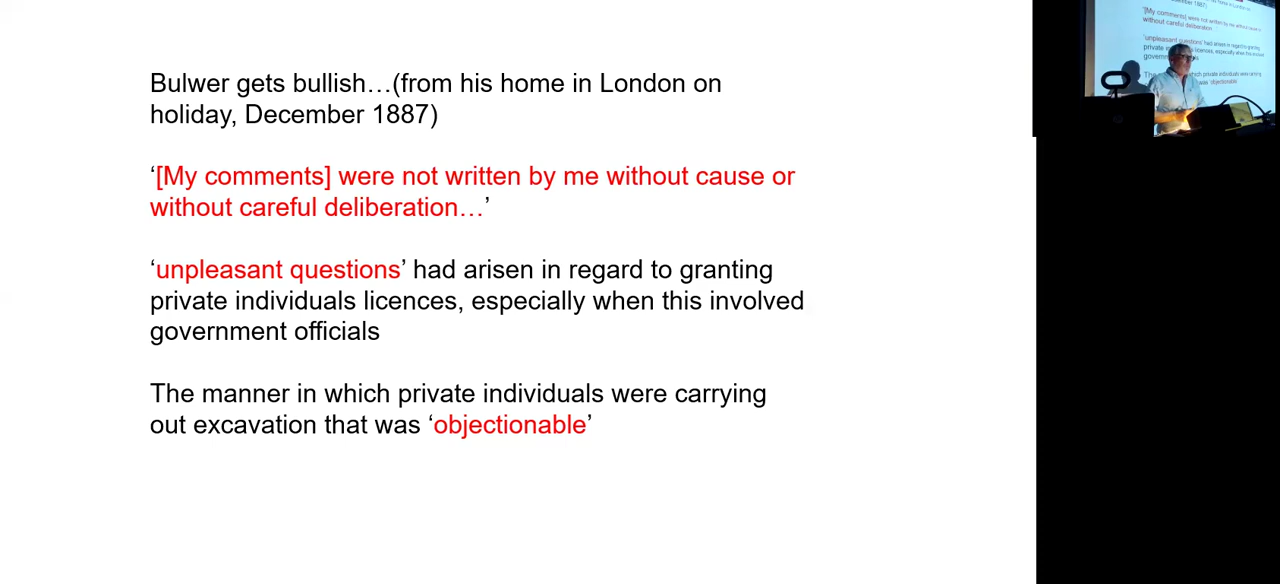 Bulwer gets bullish…(from his home in London on
holiday, December 1887)
‘[My comments] were not written by me without cause or
without careful deliberation…’
‘unpleasant questions’ had arisen in regard to granting
private individuals licences, especially when this involved
government officials
The manner in which private individuals were carrying
out excavation that was ‘objectionable’